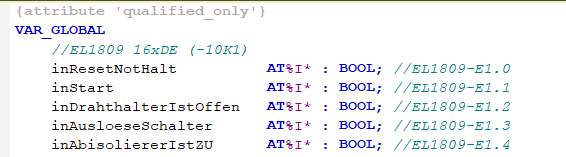 {attribute 'qualified_only'}
VAR_GLOBAL
//EL1809 16xDE (-10K1)
inResetNotHalt AT%I* : BOOL; //EL1809-E1.0
inStart AT%I* : BOOL; //EL1809-E1.1
inDrahthalterIstOffen AT%I* : BOOL; //EL1809-E1.2
inAusloeseSchalter AT%I* : BOOL; //EL1809-E1.3
inAbisoliererIstZU AT%I* : BOOL; //EL1809-E1.4